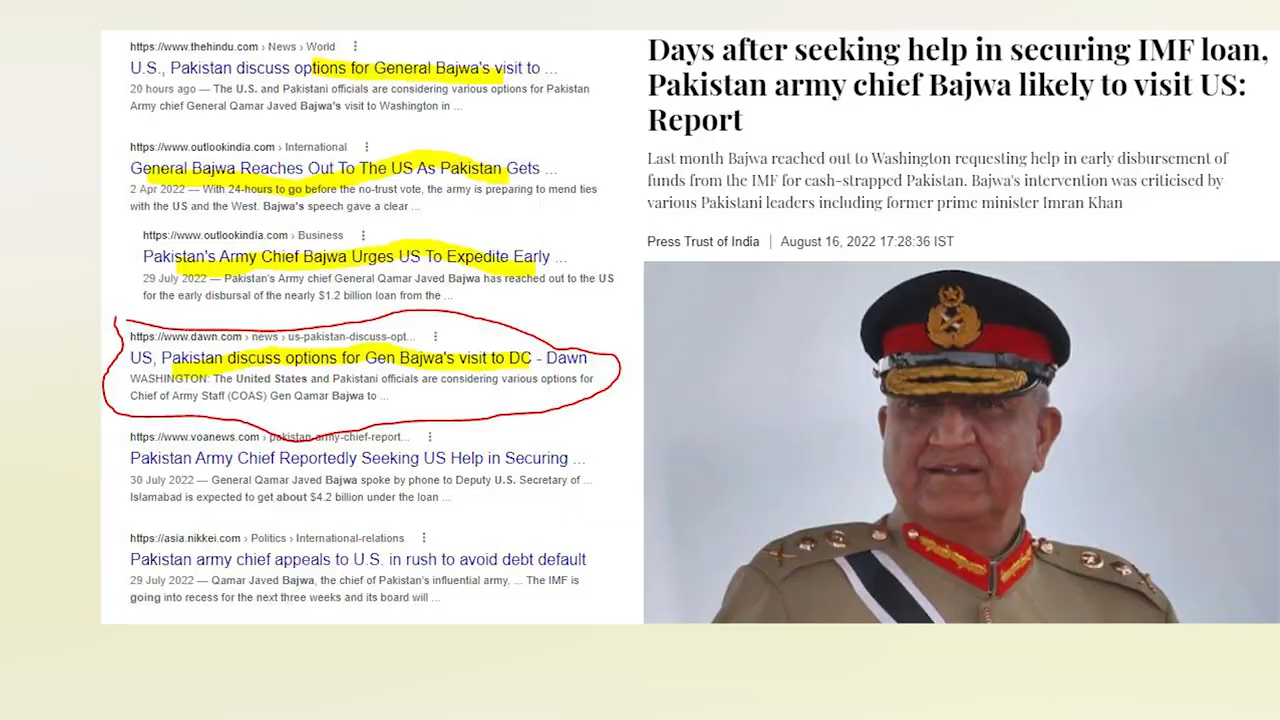 https://www.thehindu.com › News › World
U.S., Pakistan discuss options for General Bajwa's visit to ...
20 hours ago — The U.S. and Pakistani officials are considering various options for Pakistan
Army chief General Qamar Javed Bajwa's visit to Washington in ...
https://www.outlookindia.com › International
General Bajwa Reaches Out To The US As Pakistan Gets ...
2 Apr 2022 — With 24-hours to go before the no-trust vote, the army is preparing to mend ties
with the US and the West. Bajwa's speech gave a clear ...
https://www.outlookindia.com › Business
Pakistan's Army Chief Bajwa Urges US To Expedite Early ...
29 July 2022 — Pakistan's Army chief General Qamar Javed Bajwa has reached out to the US
for the early disbursal of the nearly $1.2 billion loan from the ...
https://www.dawn.com › news › us-pakistan-discuss-opt...
US, Pakistan discuss options for Gen Bajwa's visit to DC - Dawn
WASHINGTON: The United States and Pakistani officials are considering various options for
Chief of Army Staff (COAS) Gen Qamar Bajwa to ...
https://www.voanews.com › pakistan-army-chief-report...
Pakistan Army Chief Reportedly Seeking US Help in Securing ...
30 July 2022 — General Qamar Javed Bajwa spoke by phone to Deputy U.S. Secretary of ...
Islamabad is expected to get about $4.2 billion under the loan ...
https://asia.nikkei.com › Politics › International-relations
Pakistan army chief appeals to U.S. in rush to avoid debt default
29 July 2022 — Qamar Javed Bajwa, the chief of Pakistan's influential army, ... The IMF is
going into recess for the next three weeks and its board will ...
Days after seeking help in securing IMF loan,
Pakistan army chief Bajwa likely to visit US:
Report
Last month Bajwa reached out to Washington requesting help in early disbursement of
funds from the IMF for cash-strapped Pakistan. Bajwa's intervention was criticised by
various Pakistani leaders including former prime minister Imran Khan
Press Trust of India | August 16, 2022 17:28:36 IST